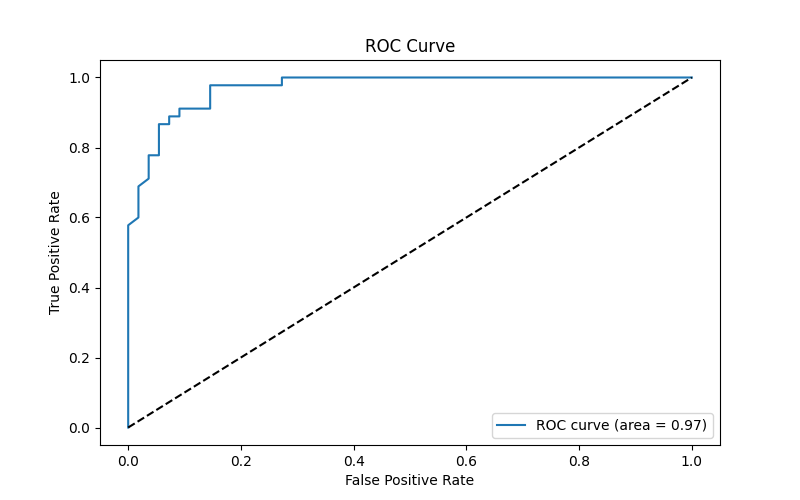 ROC Curve
1.0
0.8
0.6
0.4
0.2
0.0
True Positive Rate
ROC curve (area = 0.97)
0.0 0.2 0.4 0.6 0.8 1.0
False Positive Rate